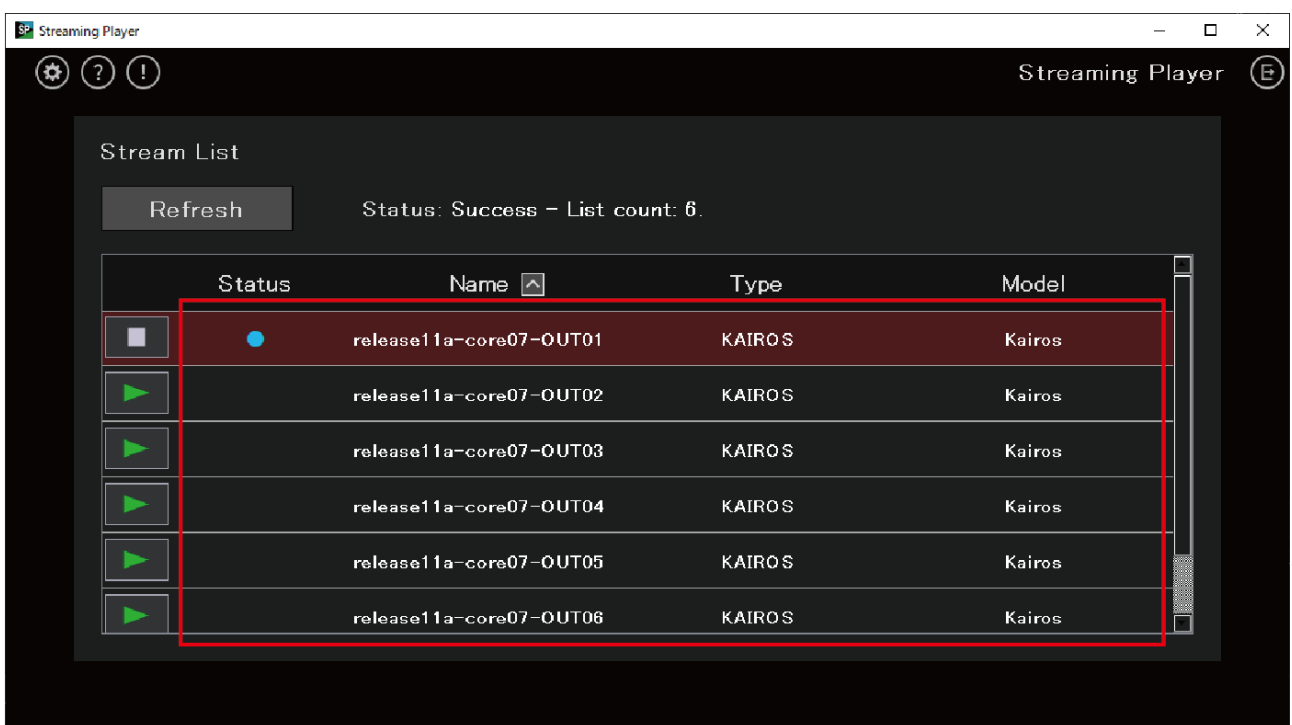 SP Streaming Player
? ! Streaming Player
Stream List
Refresh Status: Success - List count: 6.
Status Name Type Model
release11a-core07-OUT01 KAIROS Kairos
release11a-core07-OUT02 KAIROS Kairos
release11a-core07-OUT03 KAIROS Kairos
release11a-core07-OUT04 KAIROS Kairos
release11a-core07-OUT05 KAIROS Kairos
release11a-core07-OUT06 KAIROS Kairos